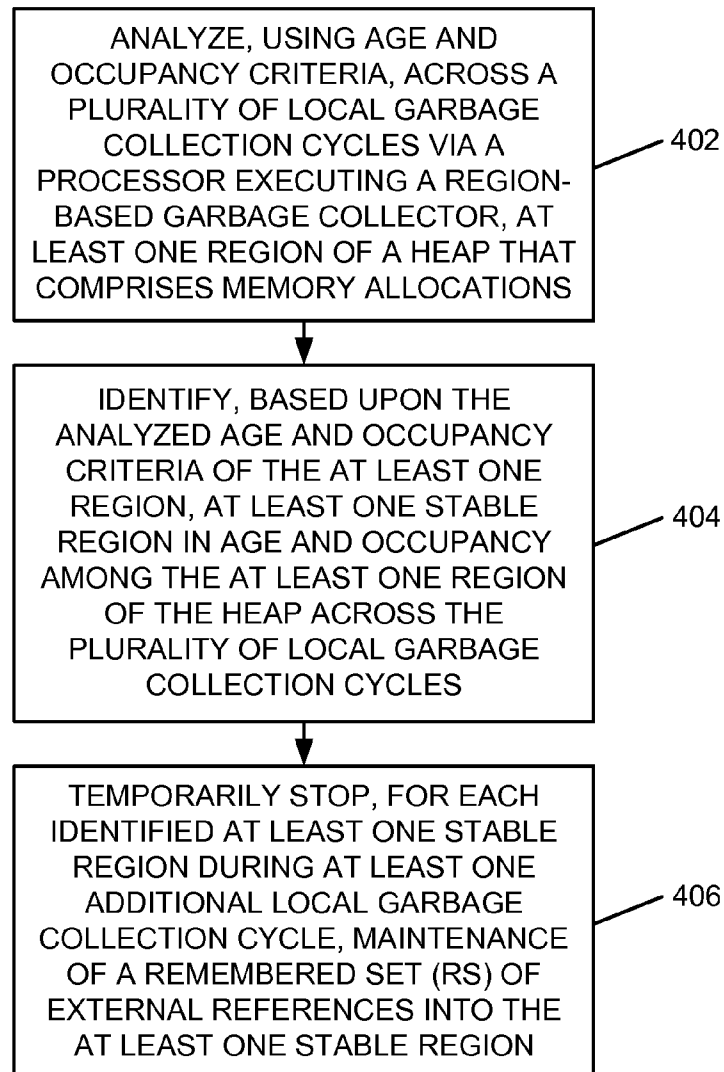 ANALYZE, USING AGE AND
OCCUPANCY CRITERIA, ACROSS A
PLURALITY OF LOCAL GARBAGE
COLLECTION CYCLES VIA A
PROCESSOR EXECUTING A REGION-
BASED GARBAGE COLLECTOR, AT
LEAST ONE REGION OF A HEAP THAT
COMPRISES MEMORY ALLOCATIONS
402
IDENTIFY, BASED UPON THE
ANALYZED AGE AND OCCUPANCY
CRITERIA OF THE AT LEAST ONE
REGION, AT LEAST ONE STABLE
REGION IN AGE AND OCCUPANCY
AMONG THE AT LEAST ONE REGION
OF THE HEAP ACROSS THE
PLURALITY OF LOCAL GARBAGE
COLLECTION CYCLES
404
TEMPORARILY STOP, FOR EACH
IDENTIFIED AT LEAST ONE STABLE
REGION DURING AT LEAST ONE
ADDITIONAL LOCAL GARBAGE
COLLECTION CYCLE, MAINTENANCE
OF A REMEMBERED SET (RS) OF
EXTERNAL REFERENCES INTO THE
AT LEAST ONE STABLE REGION
406